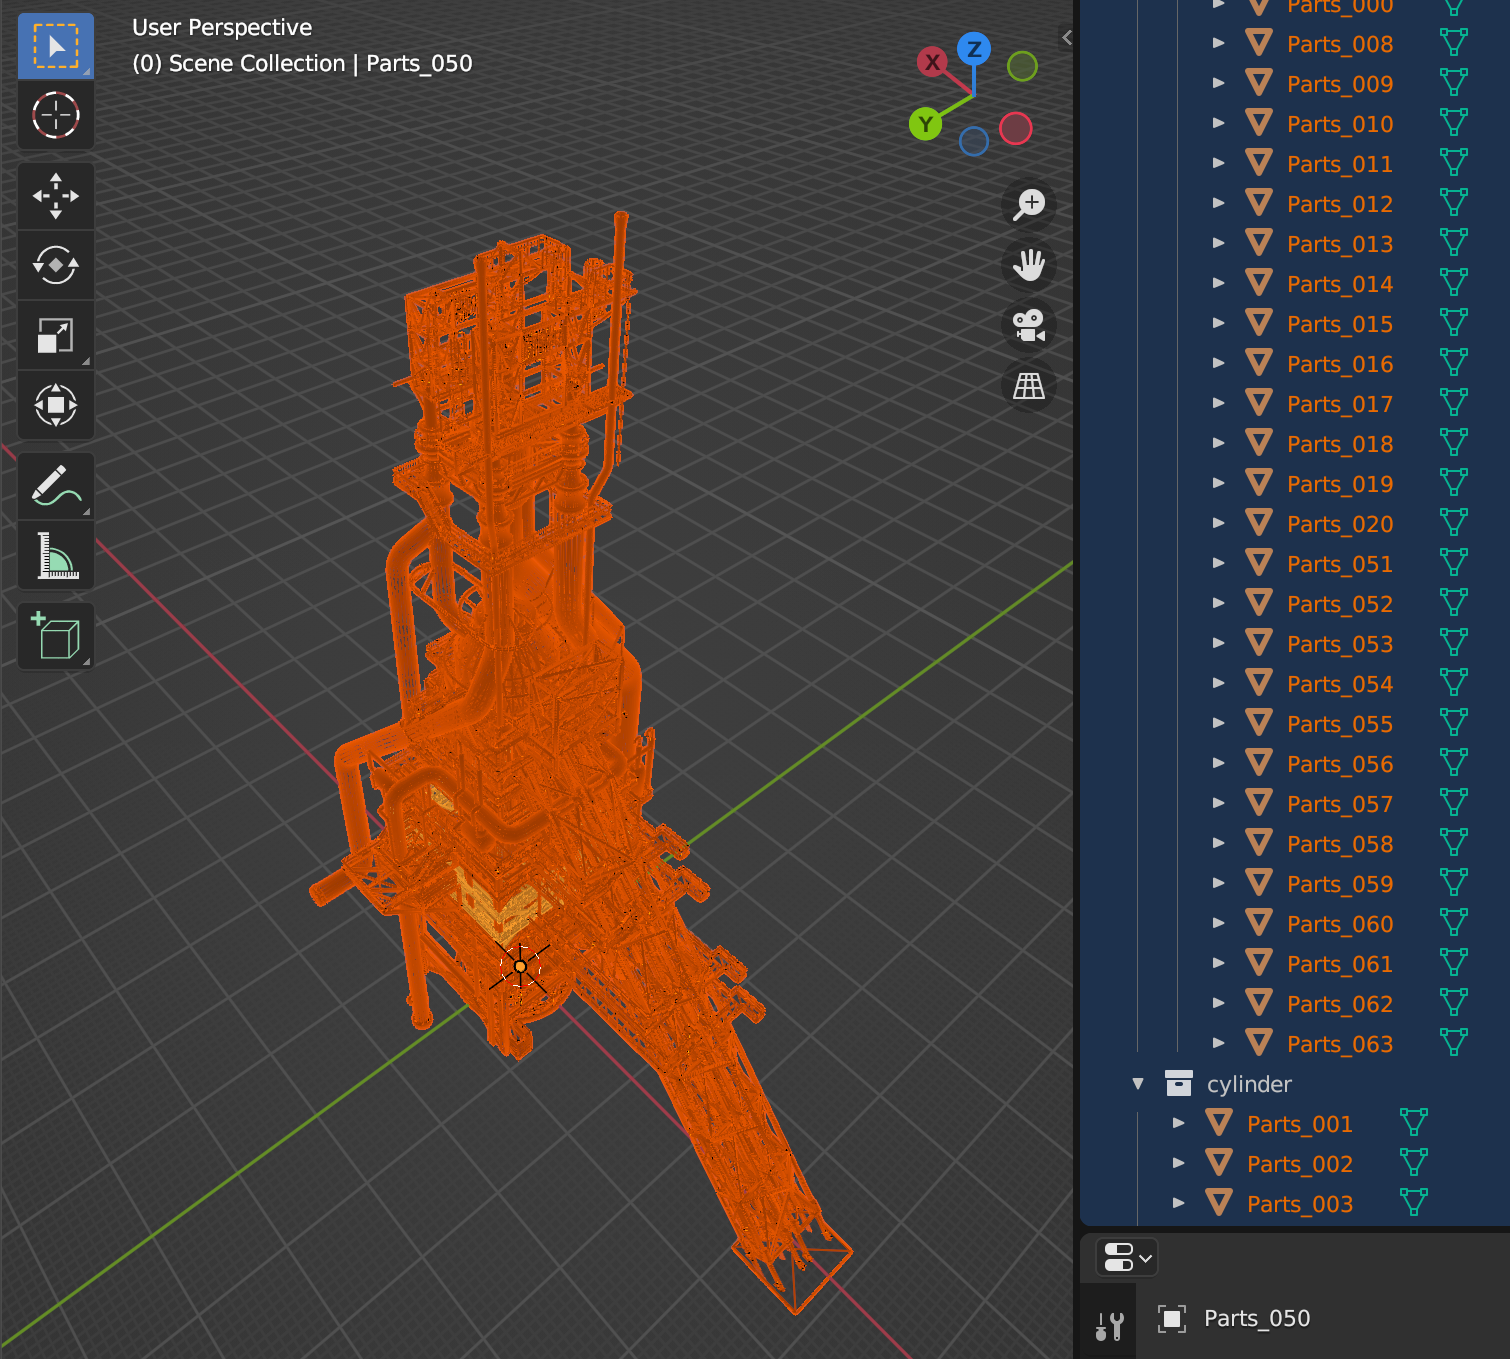 User Perspective
(0) Scene Collection | Parts_050
X
Z
Y
Parts_000
Parts_008
Parts_009
Parts_010
Parts_011
Parts_012
Parts_013
Parts_014
Parts_015
Parts_016
Parts_017
Parts_018
Parts_019
Parts_020
Parts_051
Parts_052
Parts_053
Parts_054
Parts_055
Parts_056
Parts_057
Parts_058
Parts_059
Parts_060
Parts_061
Parts_062
Parts_063
cylinder
Parts_001
Parts_002
Parts_003
Parts_050